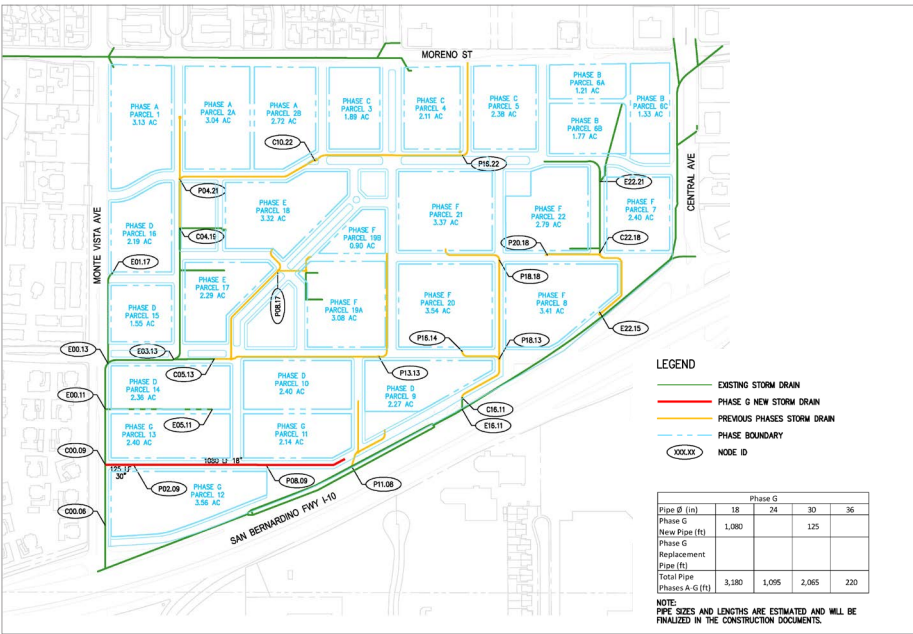 MORENO ST
PHASE A
PARCEL 1
3.13 AC
PHASE A
PARCEL 2A
3.04 AC
PHASE A
PARCEL 2B
2.72 AC
PHASE C
PARCEL 3
1.89 AC
PHASE C
PARCEL 4
2.11 AC
PHASE C
PARCEL 5
2.38 AC
PHASE B
PARCEL 6A
1.21 AC
PHASE B
PARCEL 6B
1.77 AC
PHASE B
PARCEL 6C
1.33 AC
C10.22
P16.22
P04.21
E22.21
CENTRAL AVE
MONTE VISTA AVE
PHASE D
PARCEL 16
2.19 AC
C04.19
PHASE E
PARCEL 18
3.32 AC
PHASE F
PARCEL 19B
0.90 AC
PHASE F
PARCEL 21
3.37 AC
PHASE F
PARCEL 22
2.79 AC
PHASE F
PARCEL 7
2.40 AC
P20.18
C22.18
E01.17
P18.18
PHASE D
PARCEL 15
1.55 AC
PHASE E
PARCEL 17
2.29 AC
P08.17
PHASE F
PARCEL 19A
3.08 AC
PHASE F
PARCEL 20
3.54 AC
PHASE F
PARCEL 8
3.41 AC
E22.15
E00.13
E03.13
C05.13
P13.13
P16.14
P18.13
PHASE D
PARCEL 14
2.36 AC
PHASE D
PARCEL 10
2.40 AC
PHASE D
PARCEL 9
2.27 AC
E00.11
E05.11
C16.11
E16.11
PHASE G
PARCEL 13
2.40 AC
PHASE G
PARCEL 11
2.14 AC
C00.09
1080 LF 18"
125 LF
30"
P02.09
P08.09
P11.08
PHASE G
PARCEL 12
3.56 AC
C00.06
SAN BERNARDINO FWY I-10
LEGEND
EXISTING STORM DRAIN
PHASE G NEW STORM DRAIN
PREVIOUS PHASES STORM DRAIN
PHASE BOUNDARY
XXX.XX NODE ID
Phase G
Pipe Ø (in) 18 24 30 36
Phase G
New Pipe (ft) 1,080 125
Phase G
Replacement
Pipe (ft)
Total Pipe
Phases A-G (ft) 3,180 1,095 2,065 220
NOTE:
PIPE SIZES AND LENGTHS ARE ESTIMATED AND WILL BE
FINALIZED IN THE CONSTRUCTION DOCUMENTS.